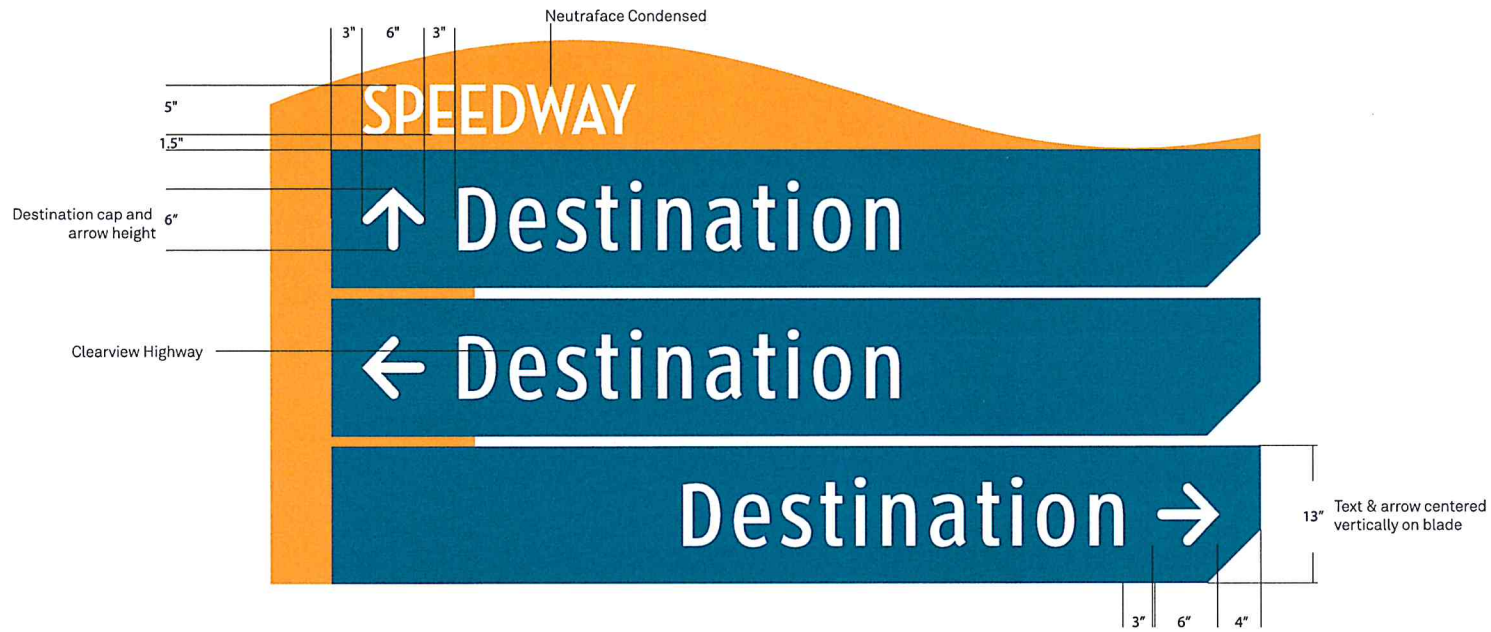 Neutraface Condensed
3" 6" 3"
5"
SPEEDWAY
1.5"
Destination cap and
arrow height
6"
Destination
Clearview Highway
Destination
Destination
13"
Text & arrow centered
vertically on blade
3" 6" 4"